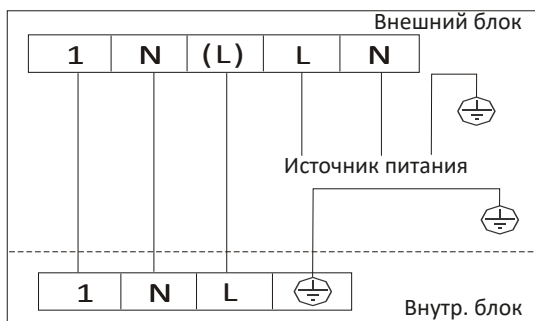 Внешний блок
1 N (L) L N
Источник питания
1 N L
Внутр. блок